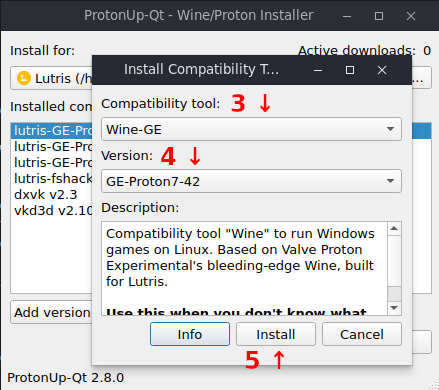 ProtonUp-Qt - Wine/Proton Installer
Install for:
Active downloads: 0
Lutris (/h
Install Compatibility T...
Installed com
Compatibility tool: 3 ↓
Wine-GE
Version: 4 ↓
GE-Proton7-42
Description:
Compatibility tool "Wine" to run Windows
games on Linux. Based on Valve Proton
Experimental's bleeding-edge Wine, built
for Lutris.
Use this when you don't know what
Info
Install
Cancel
5 ↑
lutris-GE-Pro
lutris-GE-Pro
lutris-GE-Pro
lutris-fshack
dxvk v2.3
vkd3d v2.10
Add version
ProtonUp-Qt 2.8.0